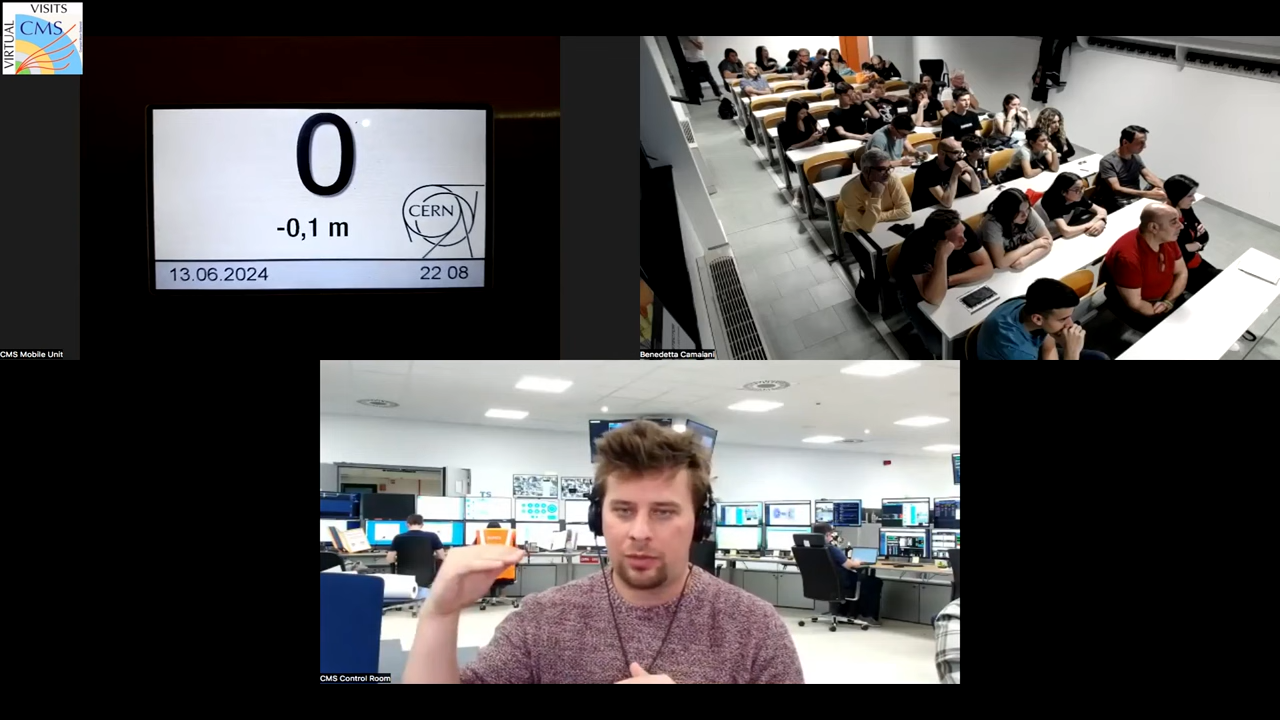 VISITS
CMS
VIRTUAL
0
-0,1 m
CERN
13.06.2024
22 08
CMS Mobile Unit
Benedetta Camaiani
TS
CMS Control Room